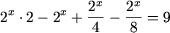 2^x · 2 − 2^x + 2^x/4 − 2^x/8 = 9